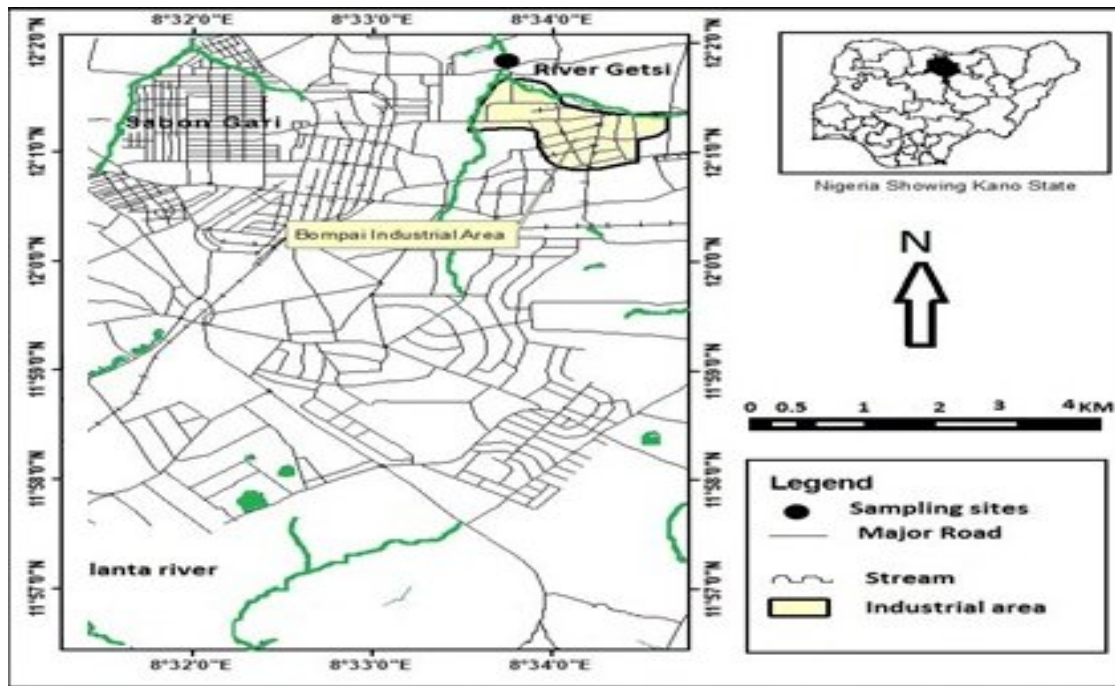 8°32'0"E 8°33'0"E 8°34'0"E
12°2'0"N
12°2'0"N
River Getsi
Sabon Gari
12°1'0"N
12°1'0"N
Nigeria Showing Kano State
Bompai Industrial Area
N
12°0'0"N
12°0'0"N
11°59'0"N
11°59'0"N
0 0.5 1 2 3 4 KM
11°58'0"N
11°58'0"N
Legend
Sampling sites
Major Road
Stream
Industrial area
lanta river
11°57'0"N
11°57'0"N
8°32'0"E 8°33'0"E 8°34'0"E